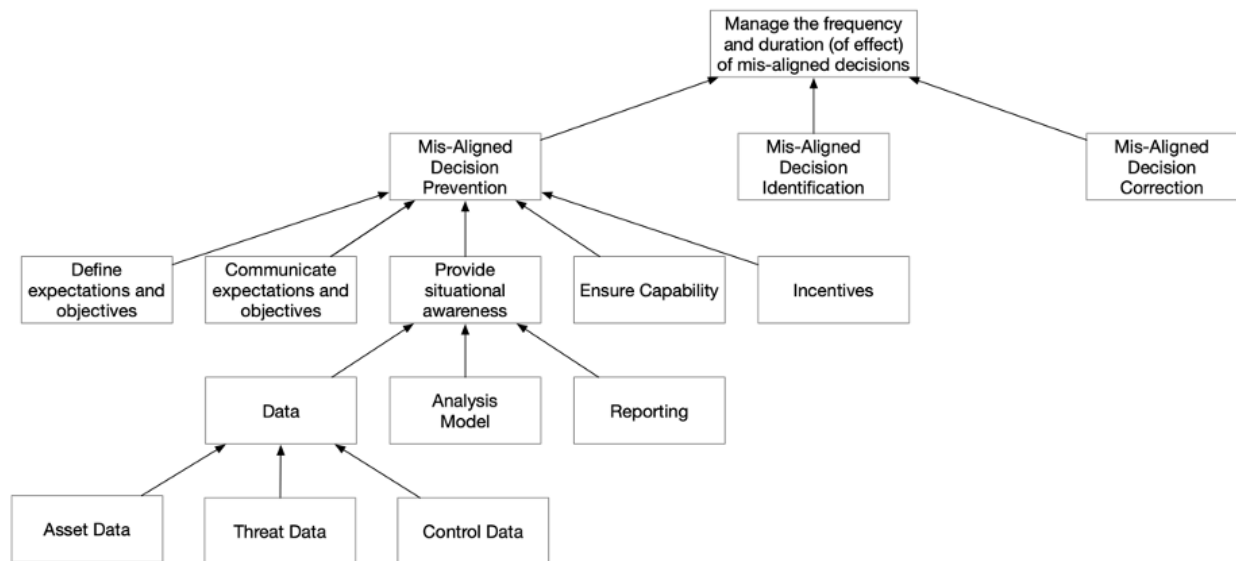 Manage the frequency
and duration (of effect)
of mis-aligned decisions
Mis-Aligned
Decision
Prevention
Mis-Aligned
Decision
Identification
Mis-Aligned
Decision
Correction
Define
expectations and
objectives
Communicate
expectations and
objectives
Provide
situational
awareness
Ensure Capability
Incentives
Data
Analysis
Model
Reporting
Asset Data
Threat Data
Control Data